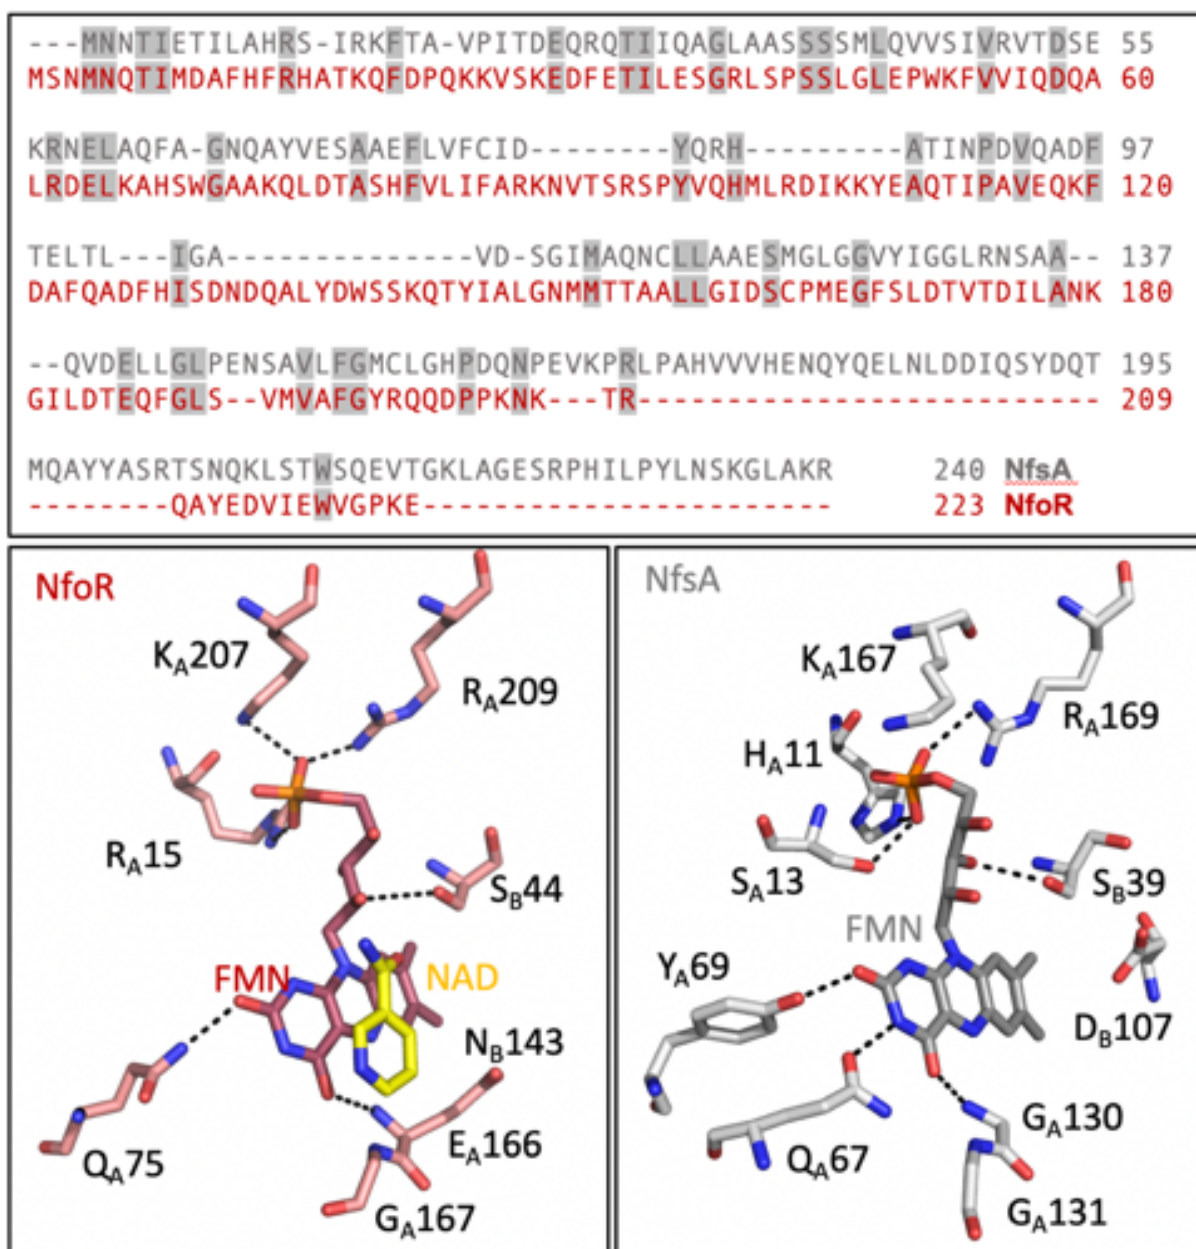 ---MNNTIETILAHRS-IRKFTA-VPITDEQRQTIIQAGLAASSSSMLQVVSIVRVTDSE 55
MSNMNQTIMDAFHFRHATKQFDPQKKVSKEDFETILESGRLSPSSLGLEPWKFVVIQDQA 60
KRNELAQFA-GNQAYVESAAEFLVFCID--------YQRH---------ATINPDVQADF 97
LRDELKAHSWGAAKQLDTASHFVLIFARKNVTSRSPYVQHMLRDIKKYEAQTIPAVEQKF 120
TELTL---IGA--------------VD-SGIMAQNCLLAAESMGLGGVYIGGLRNSAA-- 137
DAFQADFHISDNDQALYDWSSKQTYIALGNMMTTAALLGIDSCPMEGFSLDTVTDILANK 180
--QVDELLGLPENSAVLFGMCLGHPDQNPEVKPRLPAHVVVHENQYQELNLDDIQSYDQT 195
GILDTEQFGLS--VMVAFGYRQQDPPKNK---TR-------------------------- 209
MQAYYASRTSNQKLSTWSQEVTGKLAGESRPHILPYLNSKGLAKR 240 NfsA
--------QAYEDVIEWVGPKE----------------------- 223 NfoR
NfoR
KA207
RA209
RA15
SB44
FMN
NAD
NB143
QA75
EA166
GA167
NfsA
KA167
RA169
HA11
SA13
SB39
FMN
YA69
DB107
QA67
GA130
GA131